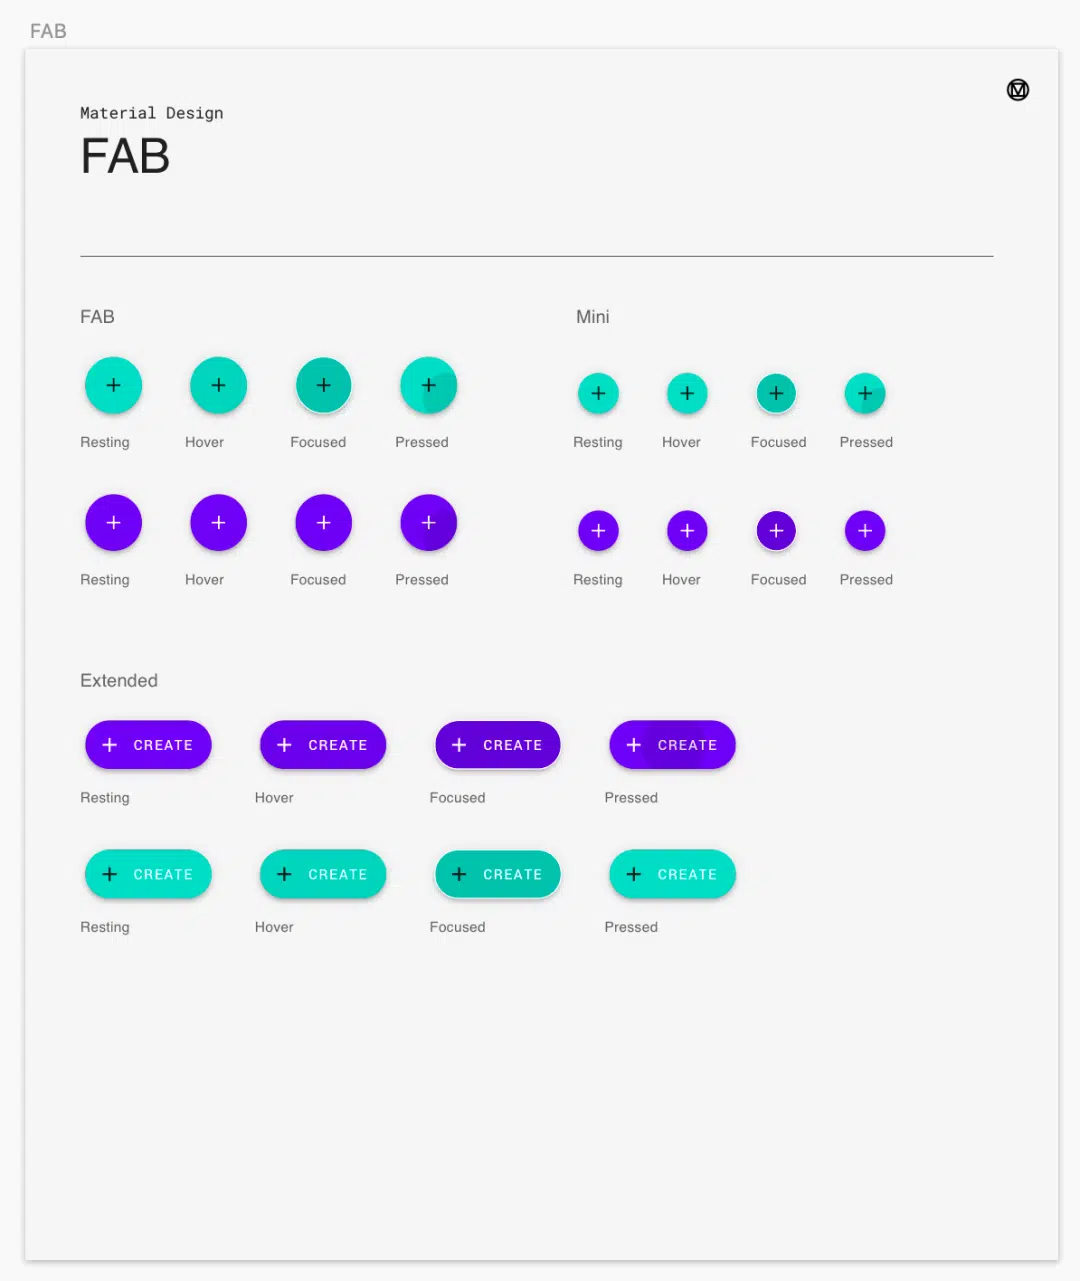 FAB
Material Design
FAB
FAB
Resting Hover Focused Pressed
Resting Hover Focused Pressed
Mini
Resting Hover Focused Pressed
Resting Hover Focused Pressed
Extended
CREATE CREATE CREATE CREATE
Resting Hover Focused Pressed
CREATE CREATE CREATE CREATE
Resting Hover Focused Pressed